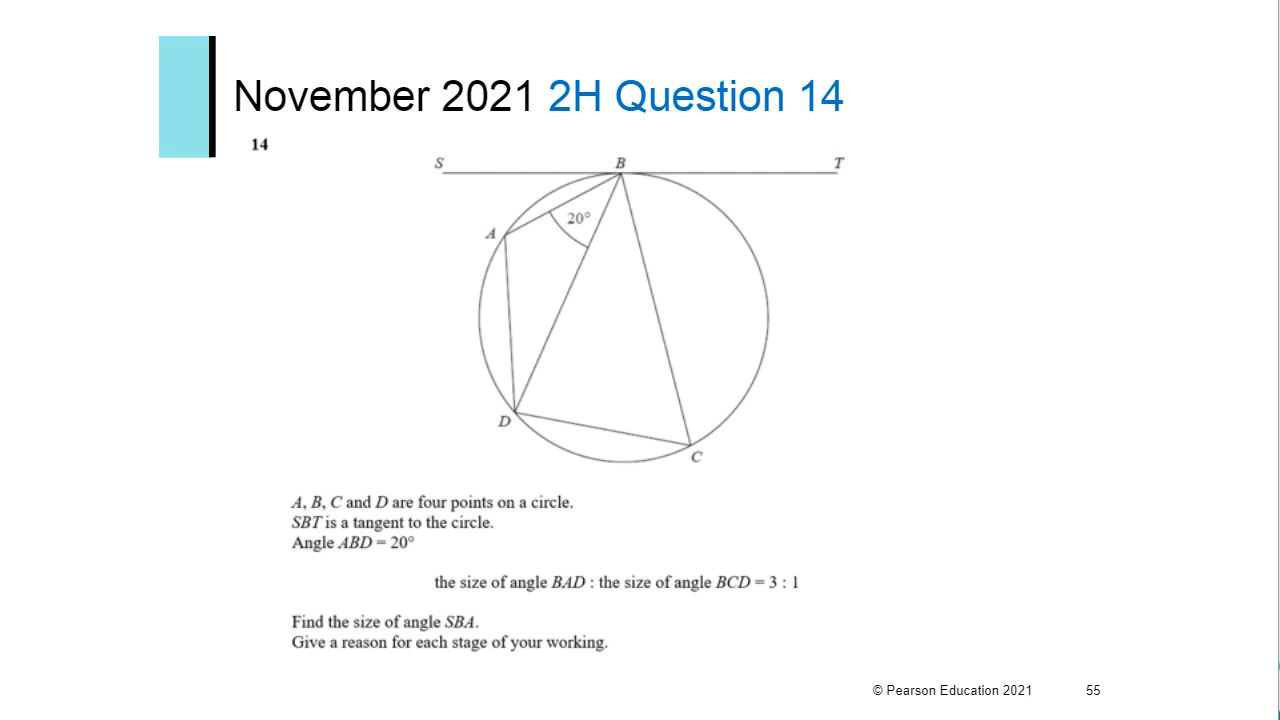 November 2021 2H Question 14
14
S
B
T
20°
A
D
C
A, B, C and D are four points on a circle.
SBT is a tangent to the circle.
Angle ABD = 20°
the size of angle BAD : the size of angle BCD = 3 : 1
Find the size of angle SBA.
Give a reason for each stage of your working.
© Pearson Education 2021 55